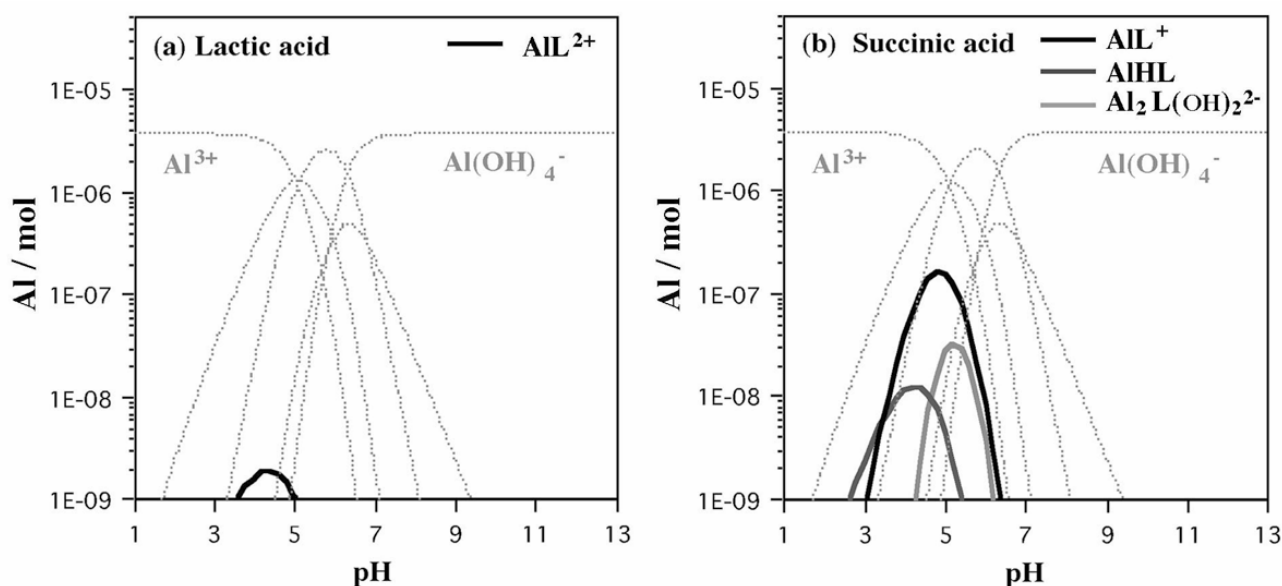 (a) Lactic acid
AlL²⁺
1E-05
1E-06
1E-07
1E-08
1E-09
Al / mol
Al³⁺
Al(OH) ₄⁻
1 3 5 7 9 11 13
pH
(b) Succinic acid
AlL⁺
AlHL
Al₂ L(OH)₂²⁻
1E-05
1E-06
1E-07
1E-08
1E-09
Al / mol
Al³⁺
Al(OH) ₄⁻
1 3 5 7 9 11 13
pH